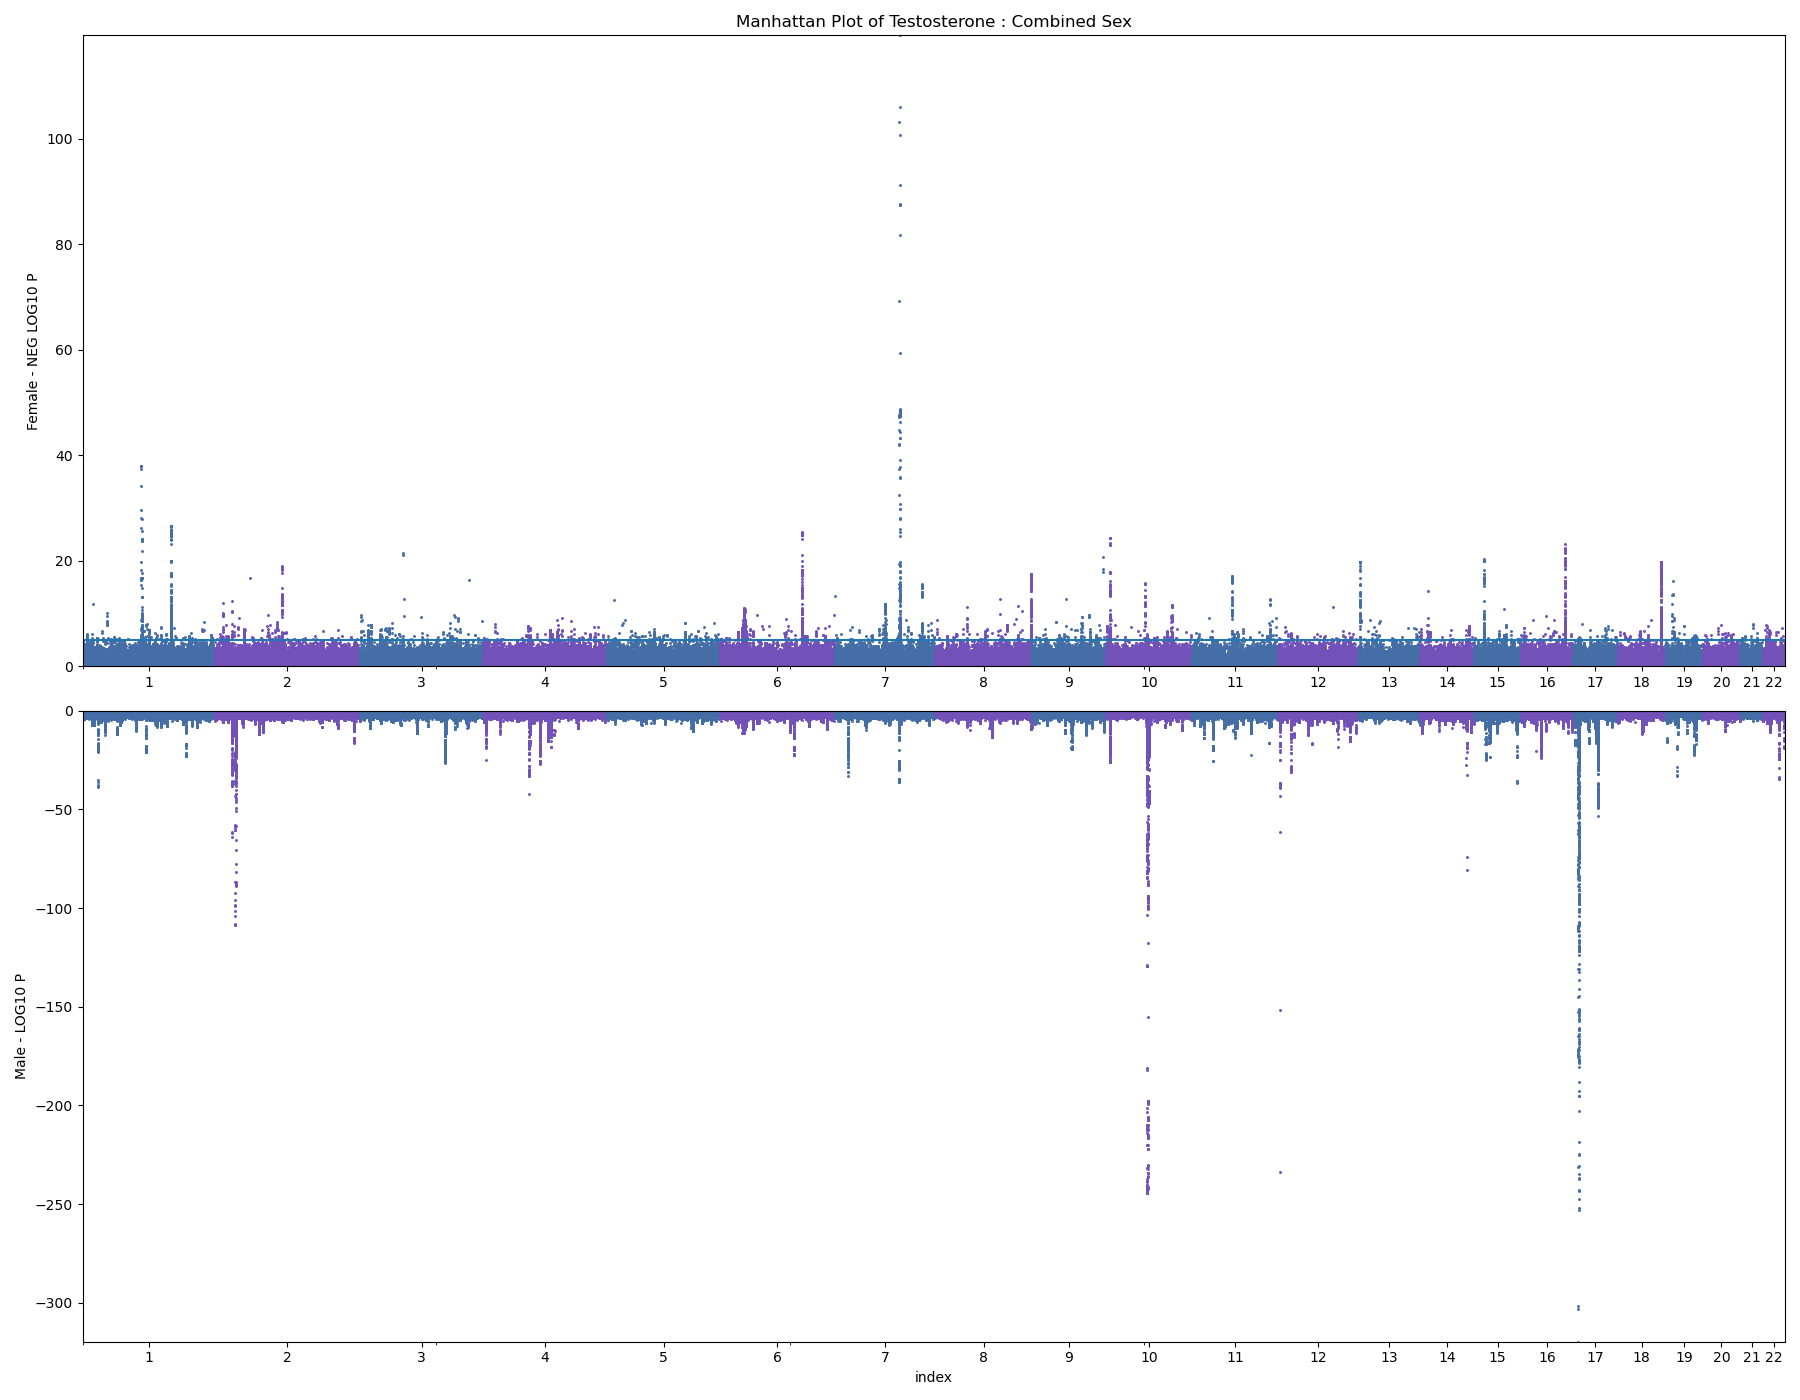 Manhattan Plot of Testosterone : Combined Sex
Female - NEG LOG10 P
100
80
60
40
20
0
1 2 3 4 5 6 7 8 9 10 11 12 13 14 15 16 17 18 19 20 21 22
Male - LOG10 P
0
−50
−100
−150
−200
−250
−300
1 2 3 4 5 6 7 8 9 10 11 12 13 14 15 16 17 18 19 20 21 22
index